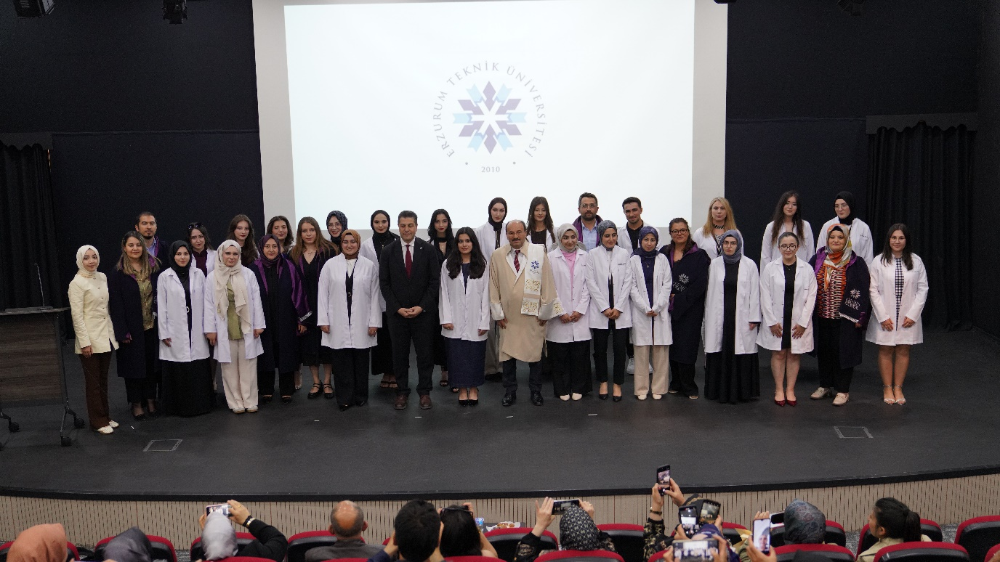 ERZURUM TEKNİK ÜNİVERSİTESİ
• 2010 •